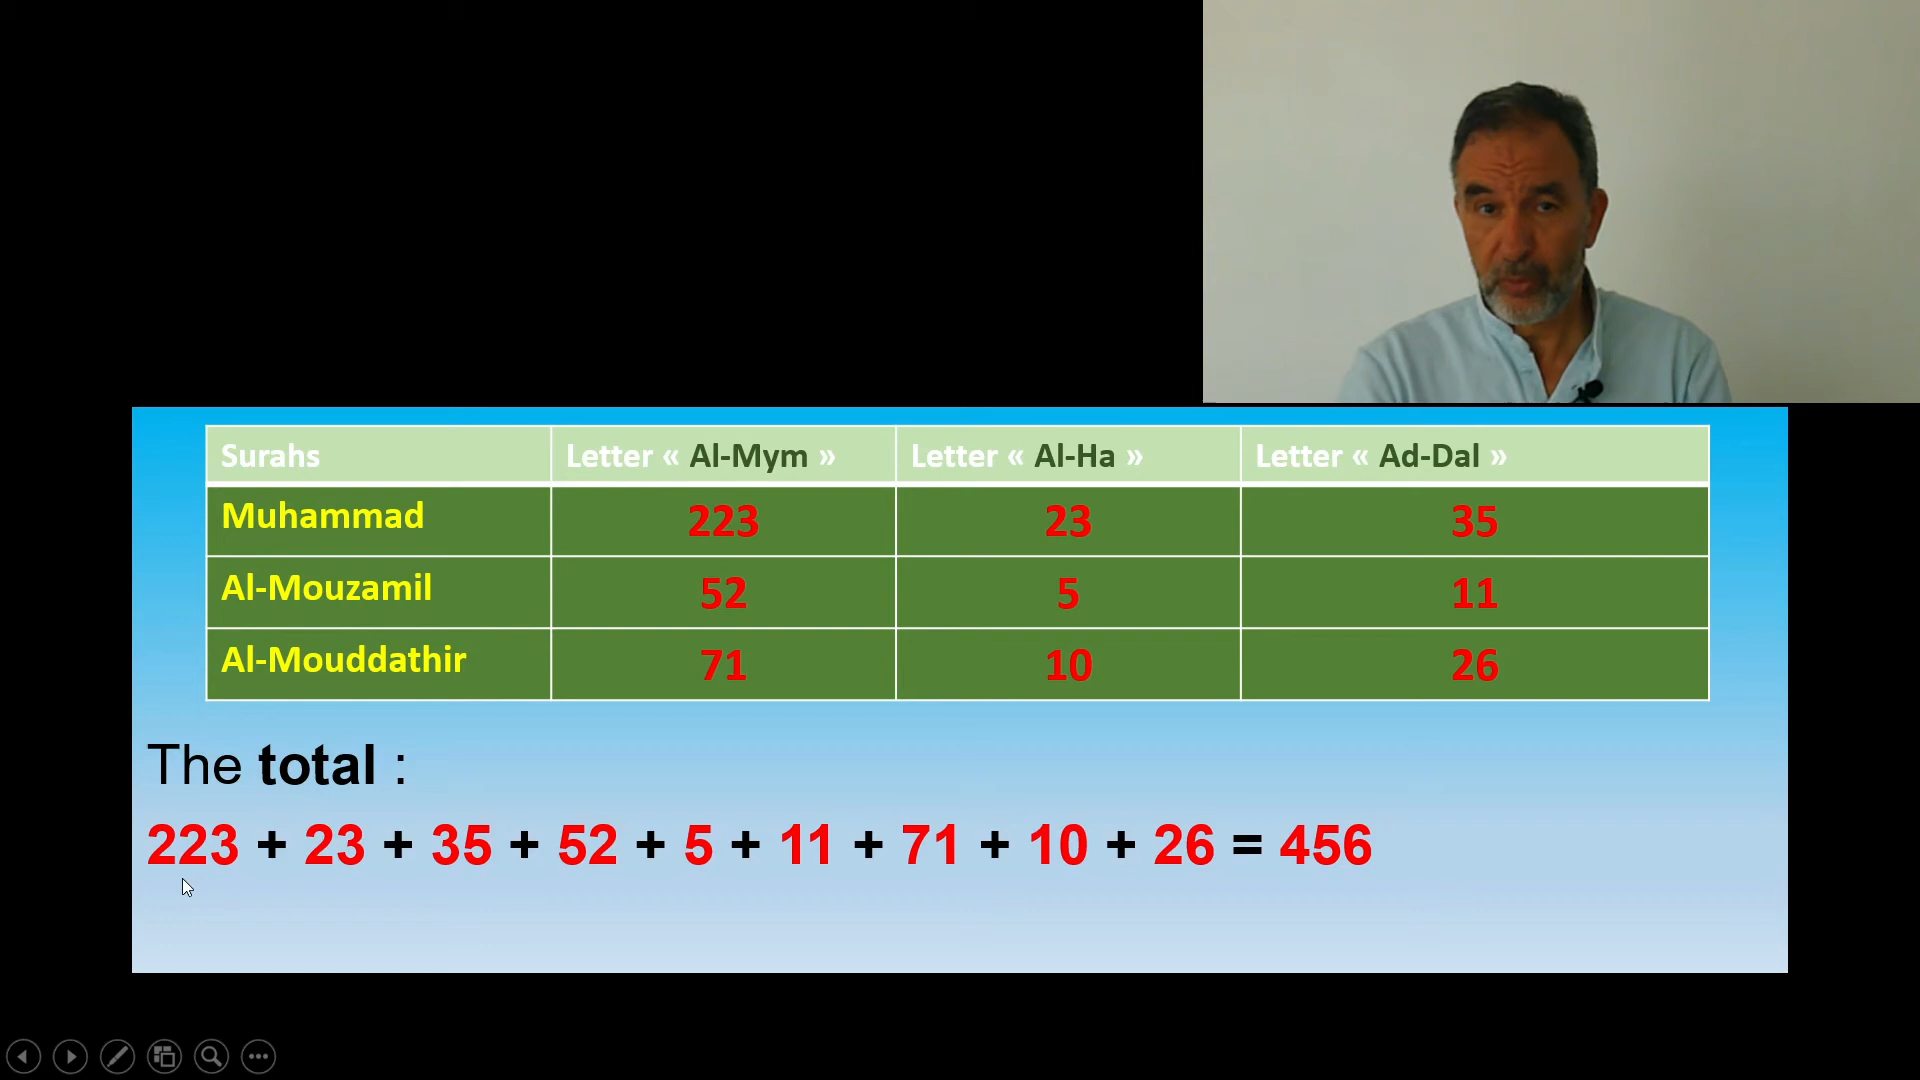 Surahs Letter « Al-Mym » Letter « Al-Ha » Letter « Ad-Dal »
Muhammad 223 23 35
Al-Mouzamil 52 5 11
Al-Mouddathir 71 10 26
The total :
223 + 23 + 35 + 52 + 5 + 11 + 71 + 10 + 26 = 456